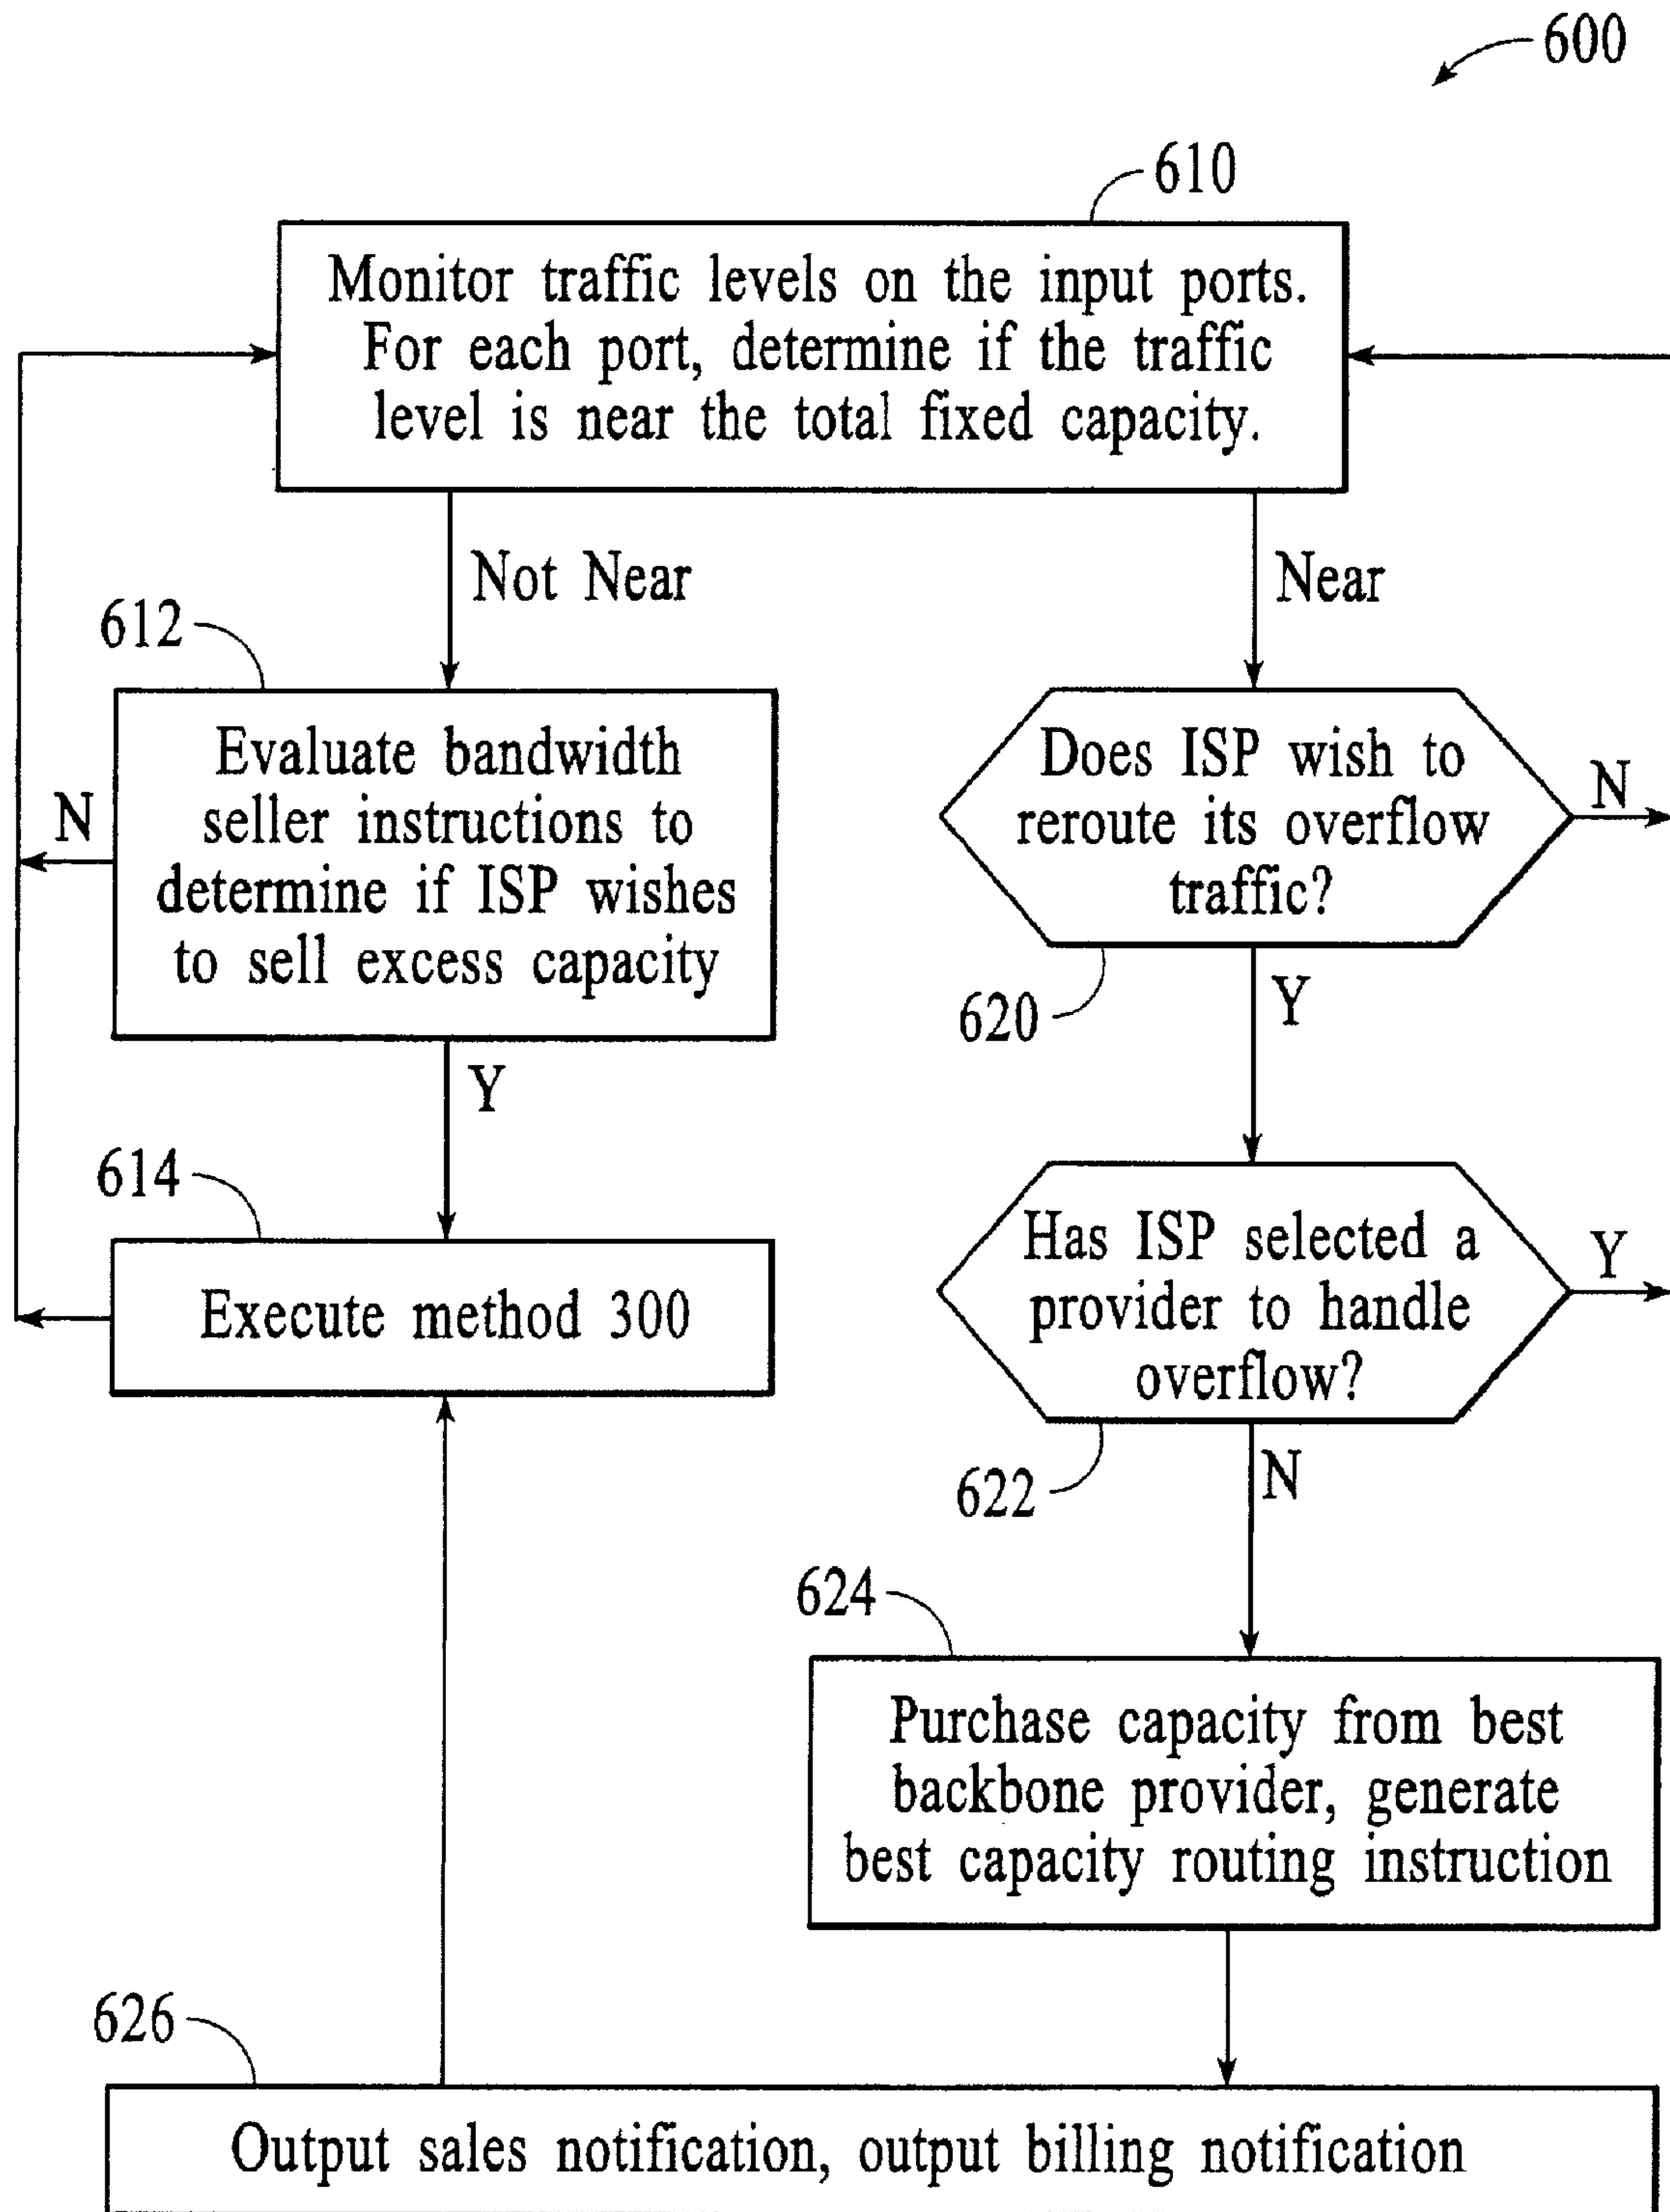 600
610
Monitor traffic levels on the input ports.
For each port, determine if the traffic
level is near the total fixed capacity.
Not Near
Near
612
Evaluate bandwidth
seller instructions to
determine if ISP wishes
to sell excess capacity
N
Y
Does ISP wish to
reroute its overflow
traffic?
N
620
Y
614
Execute method 300
Has ISP selected a
provider to handle
overflow?
Y
622
N
624
Purchase capacity from best
backbone provider, generate
best capacity routing instruction
626
Output sales notification, output billing notification